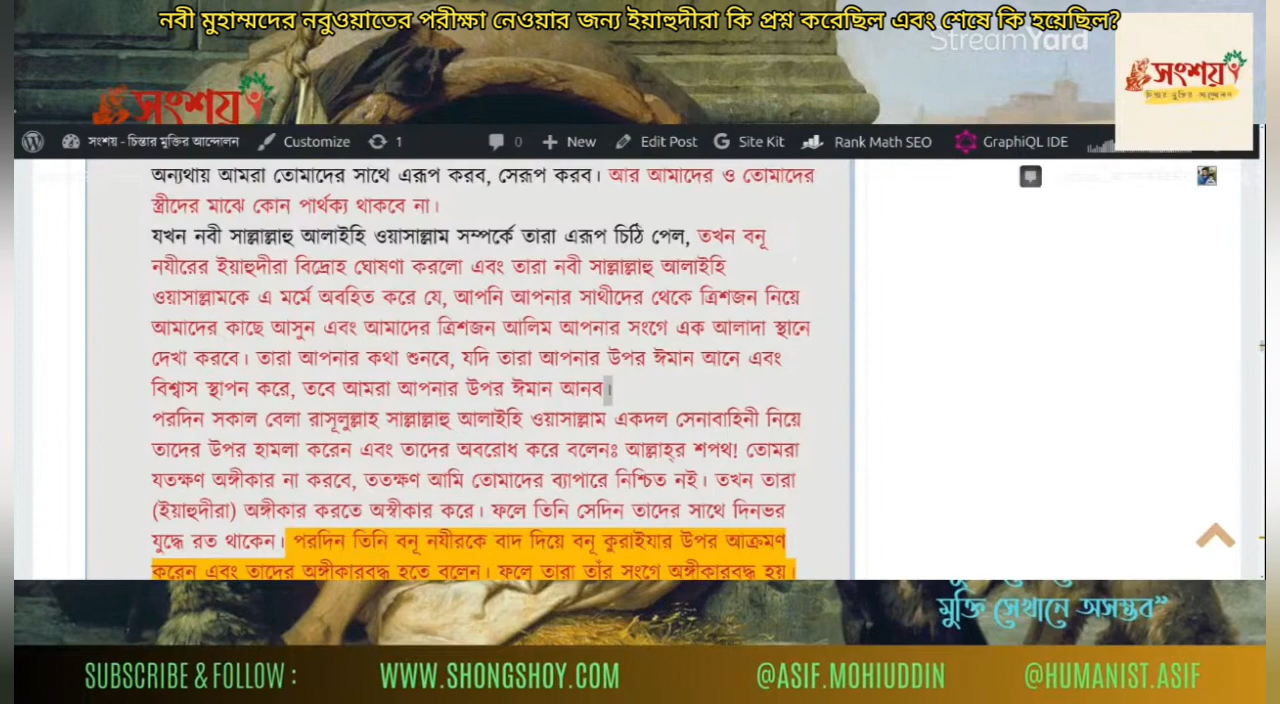 নবী মুহাম্মদের নবুওয়াতের পরীক্ষা নেওয়ার জন্য ইয়াহুদীরা কি প্রশ্ন করেছিল এবং শেষে কি হয়েছিল?
StreamYard
সংশয়
চিন্তার মুক্তির আন্দোলন
সংশয়
সংশয় - চিন্তার মুক্তির আন্দোলন Customize 1 0 New Edit Post Site Kit Rank Math SEO GraphiQL IDE
অন্যথায় আমরা তোমাদের সাথে এরূপ করব, সেরূপ করব। আর আমাদের ও তোমাদের
স্ত্রীদের মাঝে কোন পার্থক্য থাকবে না।
যখন নবী সাল্লাল্লাহু আলাইহি ওয়াসাল্লাম সম্পর্কে তারা এরূপ চিঠি পেল, তখন বনূ
নযীরের ইয়াহুদীরা বিদ্রোহ ঘোষণা করলো এবং তারা নবী সাল্লাল্লাহু আলাইহি
ওয়াসাল্লামকে এ মর্মে অবহিত করে যে, আপনি আপনার সাথীদের থেকে ত্রিশজন নিয়ে
আমাদের কাছে আসুন এবং আমাদের ত্রিশজন আলিম আপনার সংগে এক আলাদা স্থানে
দেখা করবে। তারা আপনার কথা শুনবে, যদি তারা আপনার উপর ঈমান আনে এবং
বিশ্বাস স্থাপন করে, তবে আমরা আপনার উপর ঈমান আনব।
পরদিন সকাল বেলা রাসূলুল্লাহ সাল্লাল্লাহু আলাইহি ওয়াসাল্লাম একদল সেনাবাহিনী নিয়ে
তাদের উপর হামলা করেন এবং তাদের অবরোধ করে বলেনঃ আল্লাহ্‌র শপথ! তোমরা
যতক্ষণ অঙ্গীকার না করবে, ততক্ষণ আমি তোমাদের ব্যাপারে নিশ্চিত নই। তখন তারা
(ইয়াহুদীরা) অঙ্গীকার করতে অস্বীকার করে। ফলে তিনি সেদিন তাদের সাথে দিনভর
যুদ্ধে রত থাকেন। পরদিন তিনি বনূ নযীরকে বাদ দিয়ে বনূ কুরাইযার উপর আক্রমণ
করেন এবং তাদের অঙ্গীকারবদ্ধ হতে বলেন। ফলে তারা তাঁর সংগে অঙ্গীকারবদ্ধ হয়।
মুক্তি সেখানে অসম্ভব”
SUBSCRIBE & FOLLOW : WWW.SHONGSHOY.COM @ASIF.MOHIUDDIN @HUMANIST.ASIF